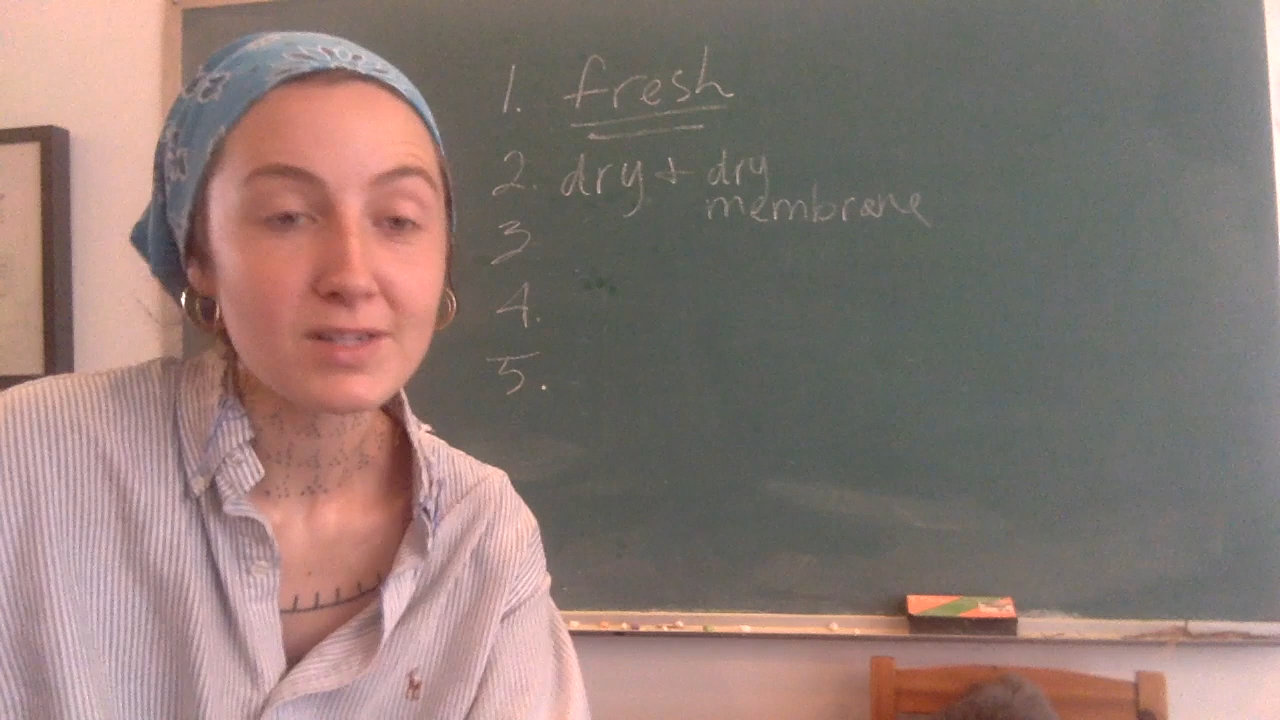 1. fresh
2. dry + dry
membrane
3
4.
5.